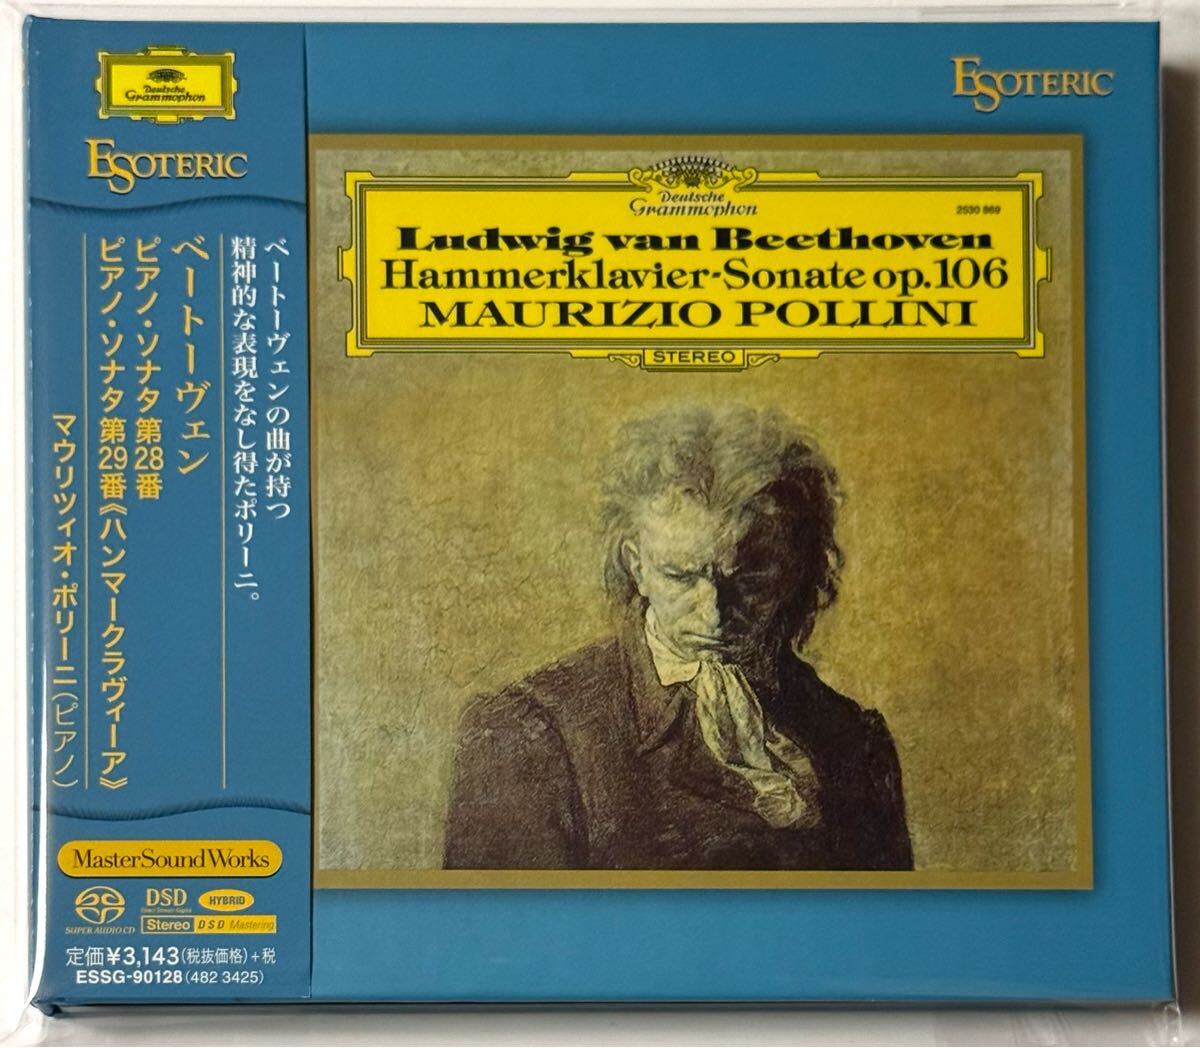 Deutsche
Grammophon
ESOTERIC
ベートーヴェンの曲が持つ
精神的な表現をなし得たポリーニ。
ベートーヴェン
ピアノ・ソナタ第28番
ピアノ・ソナタ第29番《ハンマークラヴィーア》
マウリツィオ・ポリーニ(ピアノ)
MasterSoundWorks
SUPER AUDIO CD
DSD
Direct Stream Digital
HYBRID
Stereo DSD Mastering
定価¥3,143(税抜価格)+税
ESSG-90128(482 3425)
ESOTERIC
Deutsche
Grammophon
2530 869
Ludwig van Beethoven
Hammerklavier-Sonate op.106
MAURIZIO POLLINI
STEREO